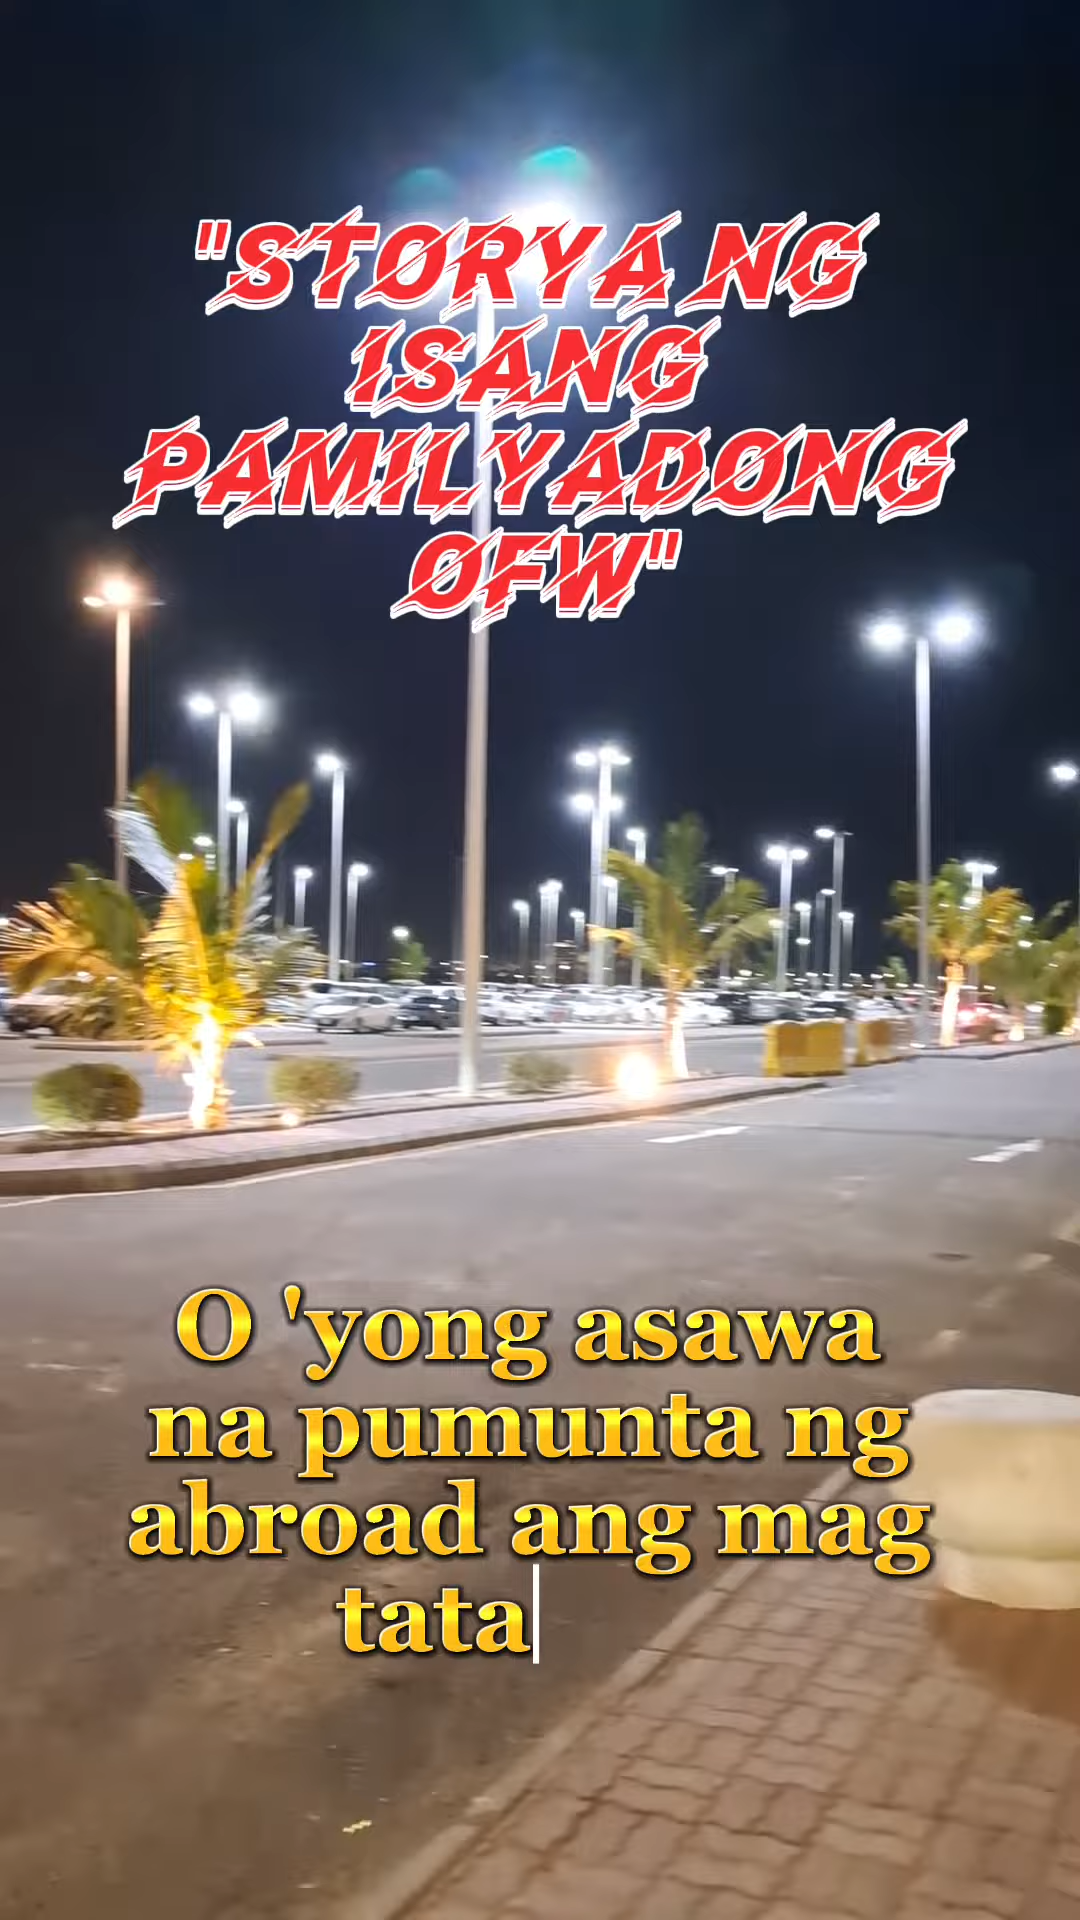 "STORYA NG
ISANG
PAMILYADONG
OFW"
O 'yong asawa
na pumunta ng
abroad ang mag
tata